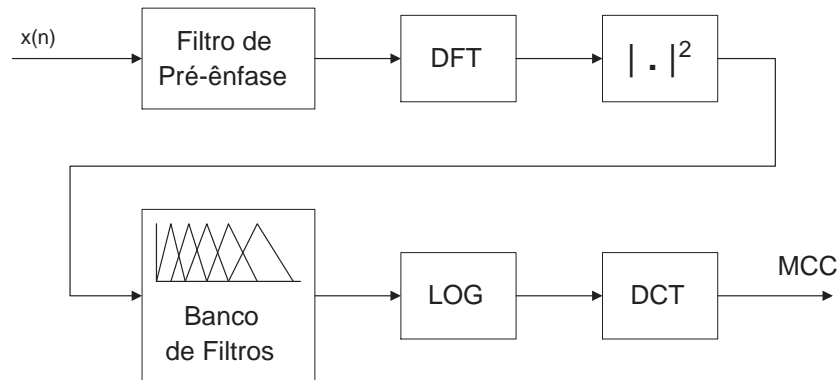 x(n)
Filtro de
Pré-ênfase
DFT
| . |²
Banco
de Filtros
LOG
DCT
MCC